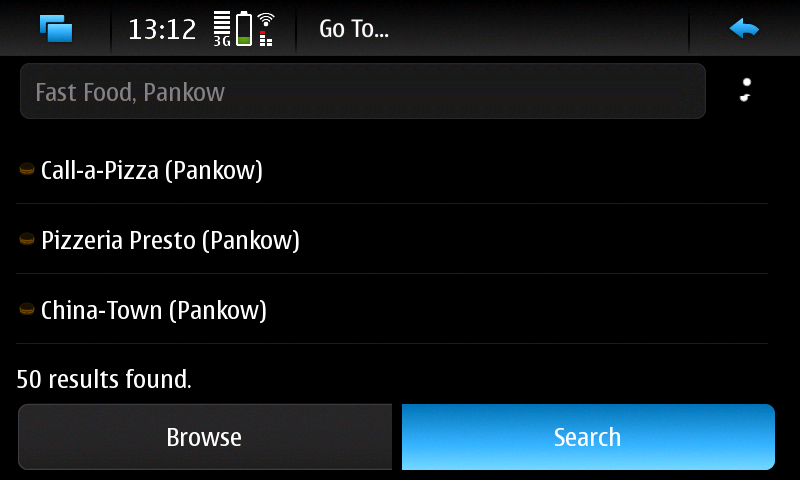 13:12
3G
Go To...
Fast Food, Pankow
Call-a-Pizza (Pankow)
Pizzeria Presto (Pankow)
China-Town (Pankow)
50 results found.
Browse
Search